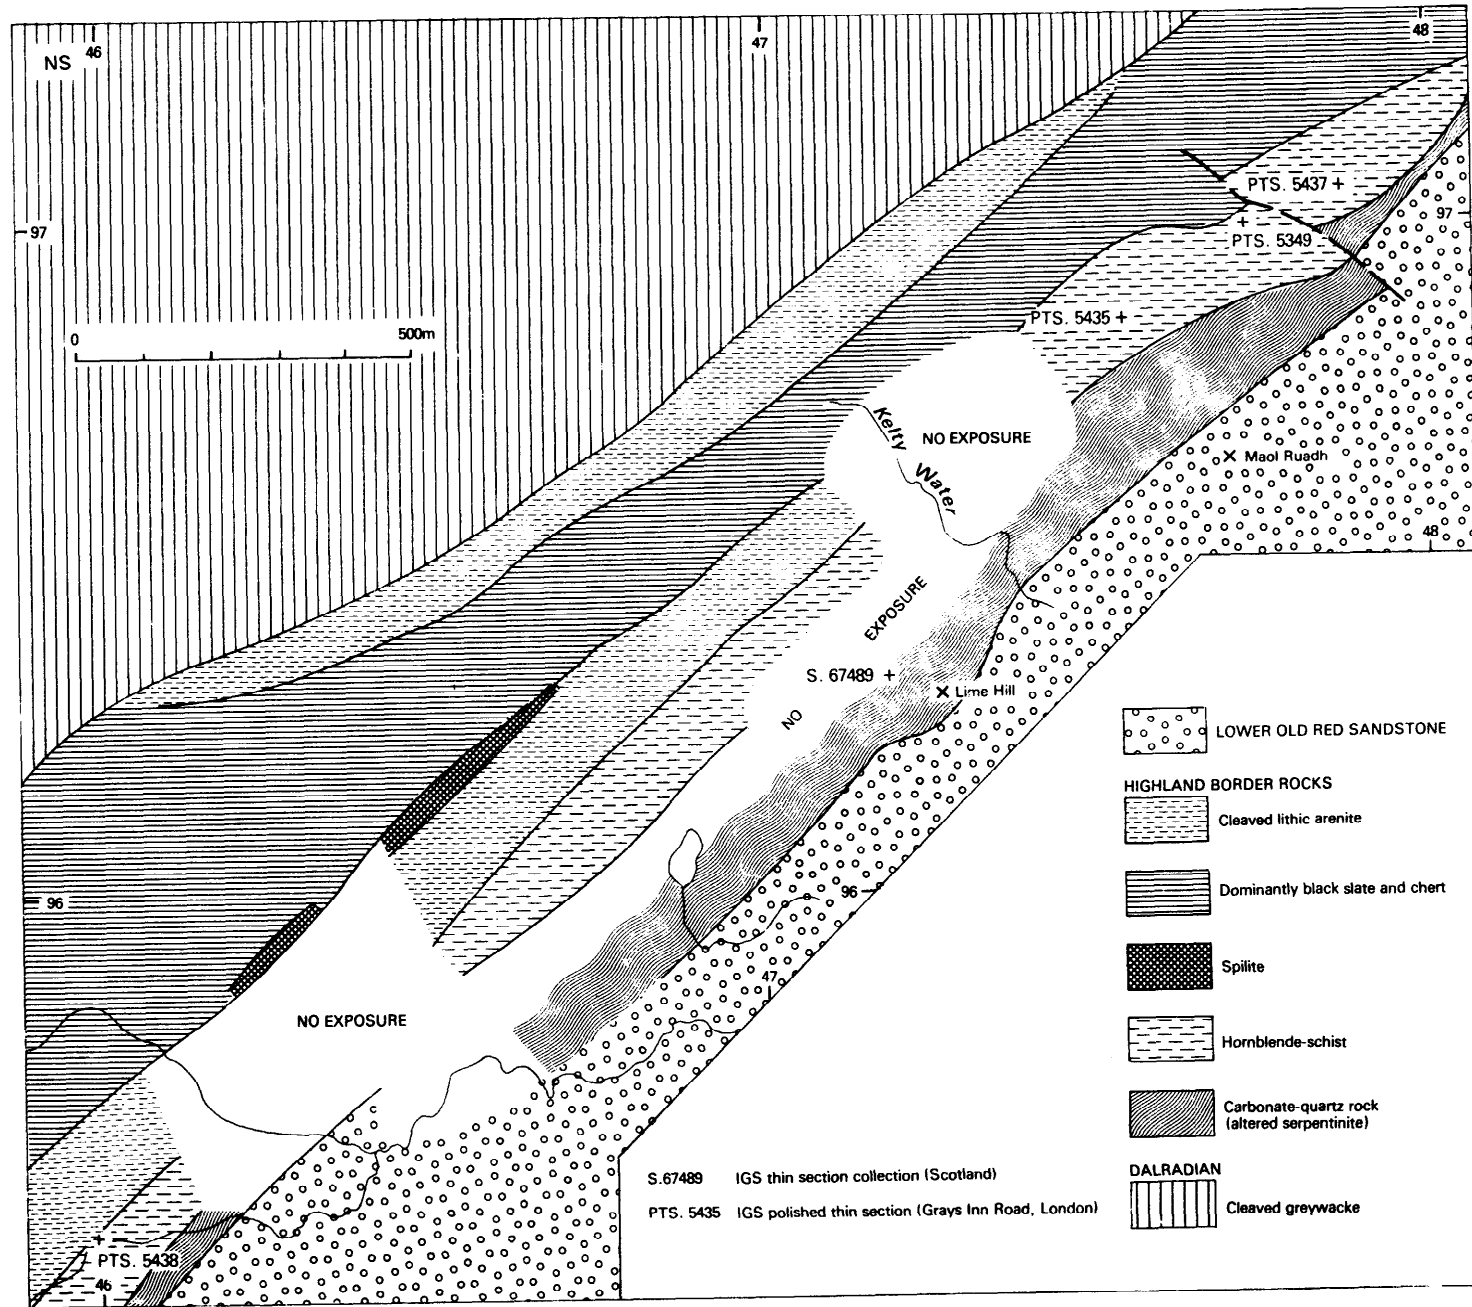 NS 46
47
48
PTS. 5437 +
97
97
+
PTS. 5349
PTS. 5435 +
0
500m
Kelty Water
NO EXPOSURE
× Maol Ruadh
48
NO EXPOSURE
S. 67489 +
× Lime Hill
LOWER OLD RED SANDSTONE
HIGHLAND BORDER ROCKS
Cleaved lithic arenite
96
96
Dominantly black slate and chert
47
Spilite
NO EXPOSURE
Hornblende-schist
Carbonate-quartz rock
(altered serpentinite)
DALRADIAN
S.67489 IGS thin section collection (Scotland)
PTS. 5435 IGS polished thin section (Grays Inn Road, London)
Cleaved greywacke
+
PTS. 5438
46